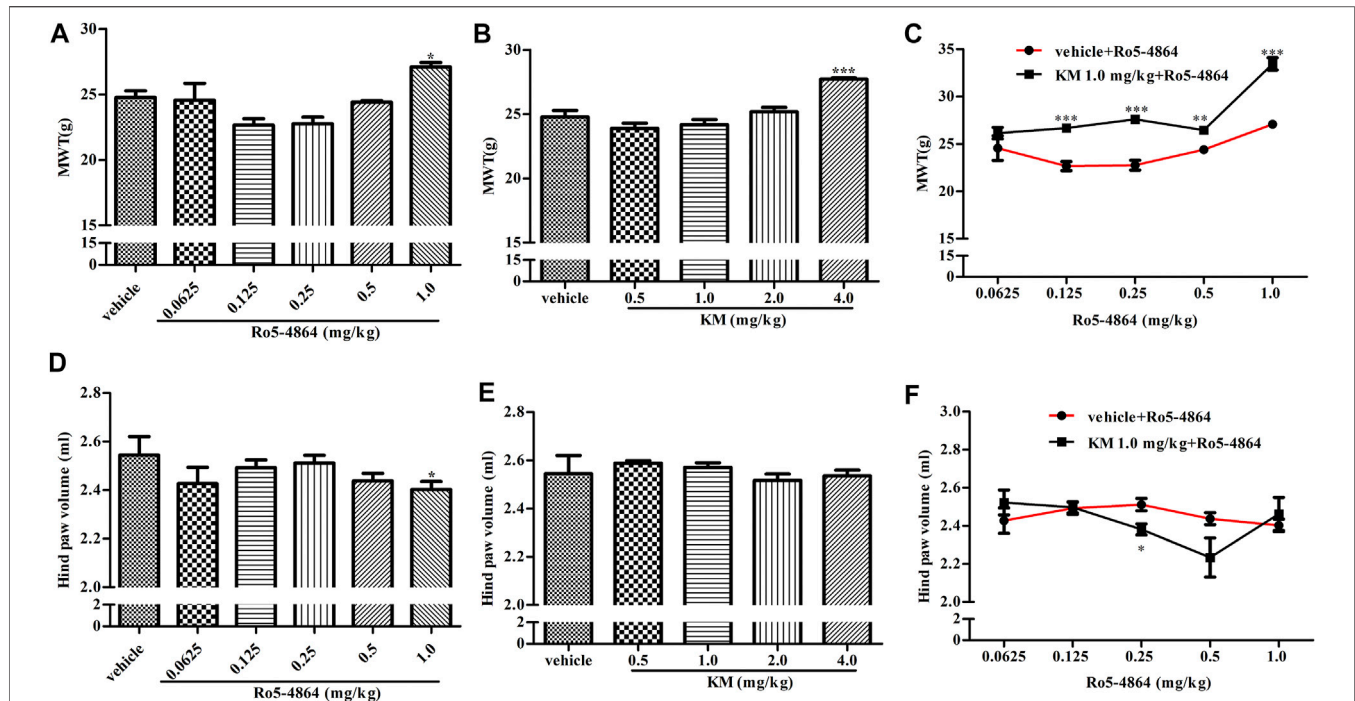 A
MWT(g)
30
25
20
15
15
0
vehicle
0.0625
0.125
0.25
0.5
1.0
*
Ro5-4864 (mg/kg)
B
MWT(g)
30
25
20
15
15
0
vehicle
0.5
1.0
2.0
4.0
***
KM (mg/kg)
C
vehicle+Ro5-4864
KM 1.0 mg/kg+Ro5-4864
MWT(g)
35
31
25
21
15
15
0
***
***
**
***
0.0625
0.125
0.25
0.5
1.0
Ro5-4864 (mg/kg)
D
Hind paw volume (ml)
2.8
2.6
2.4
2.2
2.0
2
0
*
vehicle
0.0625
0.125
0.25
0.5
1.0
Ro5-4864 (mg/kg)
E
Hind paw volume (ml)
2.8
2.6
2.4
2.2
2.0
2
0
vehicle
0.5
1.0
2.0
4.0
KM (mg/kg)
F
vehicle+Ro5-4864
KM 1.0 mg/kg+Ro5-4864
Hind paw volume (ml)
3.0
2.8
2.6
2.4
2.2
2.0
2
0
*
0.0625
0.125
0.25
0.5
1.0
Ro5-4864 (mg/kg)